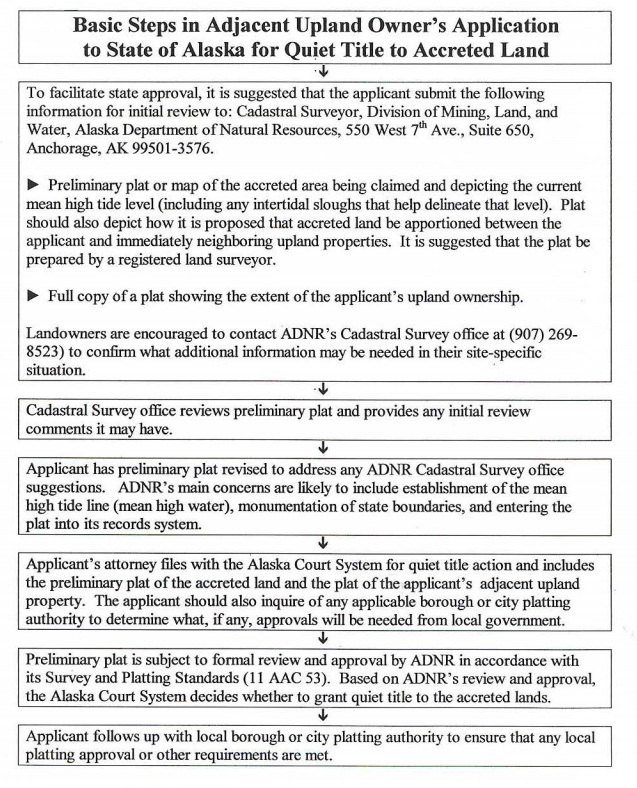 Basic Steps in Adjacent Upland Owner's Application
to State of Alaska for Quiet Title to Accreted Land
To facilitate state approval, it is suggested that the applicant submit the following
information for initial review to: Cadastral Surveyor, Division of Mining, Land, and
Water, Alaska Department of Natural Resources, 550 West 7th Ave., Suite 650,
Anchorage, AK 99501-3576.
► Preliminary plat or map of the accreted area being claimed and depicting the current
mean high tide level (including any intertidal sloughs that help delineate that level). Plat
should also depict how it is proposed that accreted land be apportioned between the
applicant and immediately neighboring upland properties. It is suggested that the plat be
prepared by a registered land surveyor.
► Full copy of a plat showing the extent of the applicant's upland ownership.
Landowners are encouraged to contact ADNR's Cadastral Survey office at (907) 269-
8523) to confirm what additional information may be needed in their site-specific
situation.
Cadastral Survey office reviews preliminary plat and provides any initial review
comments it may have.
Applicant has preliminary plat revised to address any ADNR Cadastral Survey office
suggestions. ADNR's main concerns are likely to include establishment of the mean
high tide line (mean high water), monumentation of state boundaries, and entering the
plat into its records system.
Applicant's attorney files with the Alaska Court System for quiet title action and includes
the preliminary plat of the accreted land and the plat of the applicant's adjacent upland
property. The applicant should also inquire of any applicable borough or city platting
authority to determine what, if any, approvals will be needed from local government.
Preliminary plat is subject to formal review and approval by ADNR in accordance with
its Survey and Platting Standards (11 AAC 53). Based on ADNR's review and approval,
the Alaska Court System decides whether to grant quiet title to the accreted lands.
Applicant follows up with local borough or city platting authority to ensure that any local
platting approval or other requirements are met.